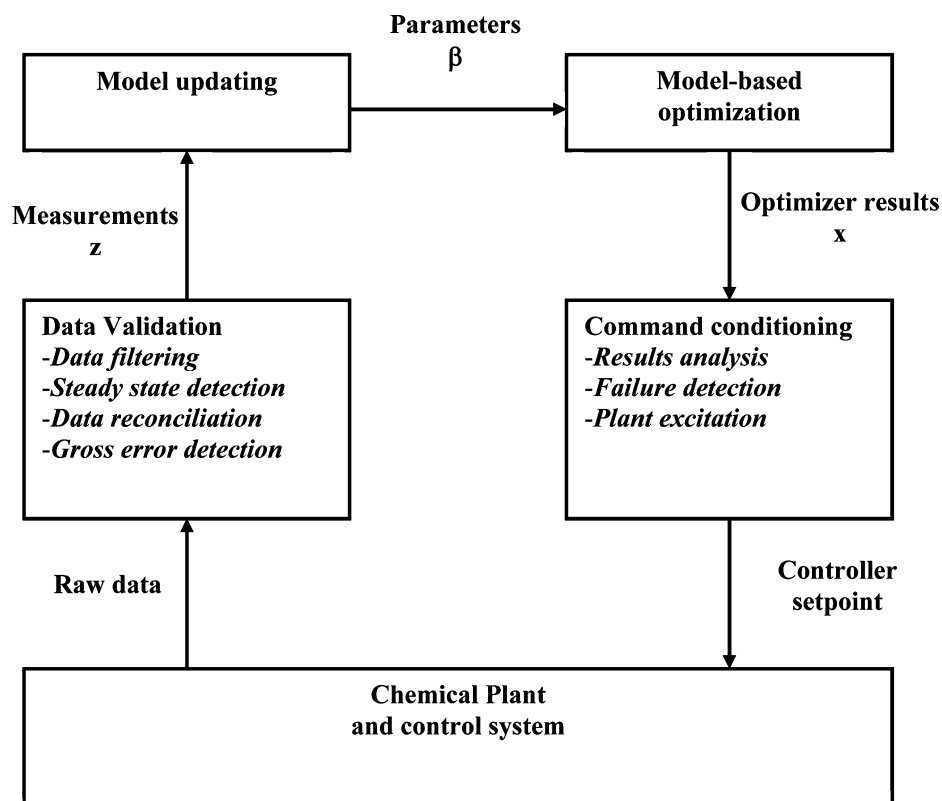 Parameters
β
Model updating
Model-based
optimization
Measurements
z
Optimizer results
x
Data Validation
-Data filtering
-Steady state detection
-Data reconciliation
-Gross error detection
Command conditioning
-Results analysis
-Failure detection
-Plant excitation
Raw data
Controller
setpoint
Chemical Plant
and control system